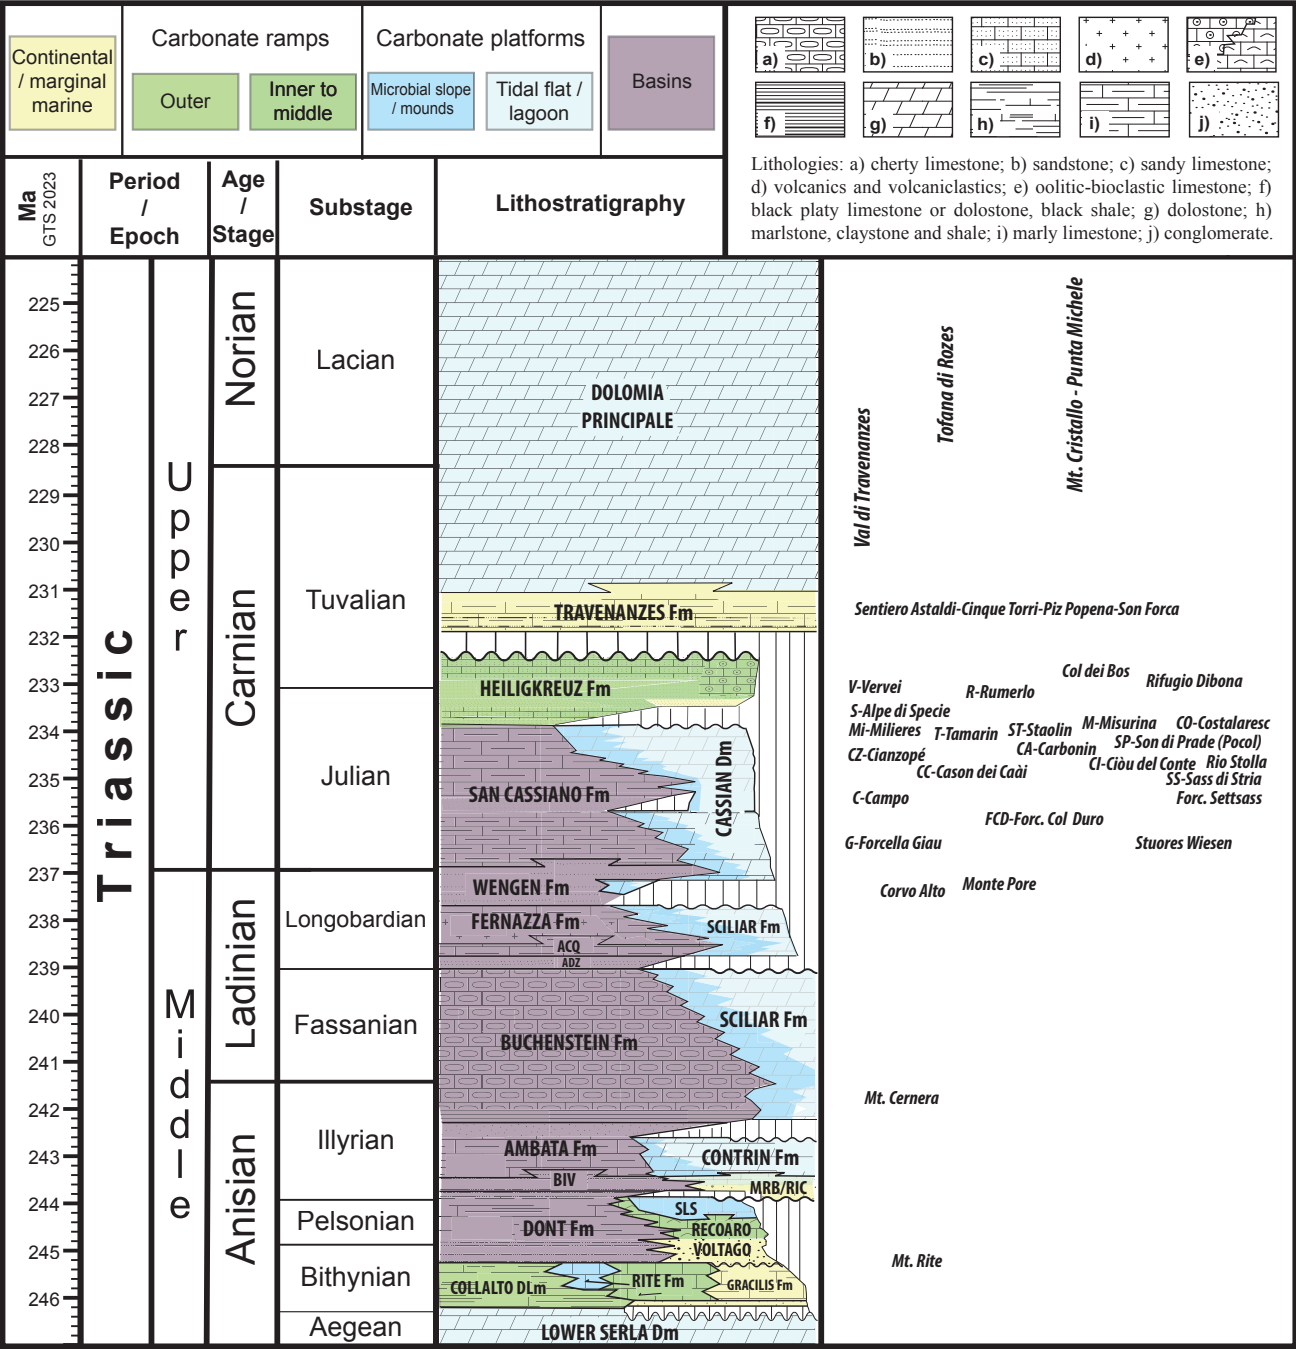 Continental
/ marginal
marine
Carbonate ramps
Outer
Inner to
middle
Carbonate platforms
Microbial slope
/ mounds
Tidal flat /
lagoon
Basins
a)
b)
c)
d)
e)
f)
g)
h)
i)
j)
Lithologies: a) cherty limestone; b) sandstone; c) sandy limestone;
d) volcanics and volcaniclastics; e) oolitic-bioclastic limestone; f)
black platy limestone or dolostone, black shale; g) dolostone; h)
marlstone, claystone and shale; i) marly limestone; j) conglomerate.
Ma
GTS 2023
Period
/
Epoch
Age
/
Stage
Substage
Lithostratigraphy
225
226
227
228
229
230
231
232
233
234
235
236
237
238
239
240
241
242
243
244
245
246
Triassic
Upper
Middle
Norian
Carnian
Ladinian
Anisian
Lacian
Tuvalian
Julian
Longobardian
Fassanian
Illyrian
Pelsonian
Bithynian
Aegean
DOLOMIA
PRINCIPALE
TRAVENANZES Fm
HEILIGKREUZ Fm
SAN CASSIANO Fm
CASSIAN Dm
WENGEN Fm
FERNAZZA Fm
SCILIAR Fm
ACQ
ADZ
SCILIAR Fm
BUCHENSTEIN Fm
AMBATA Fm
CONTRIN Fm
BIV
MRB/RIC
SLS
DONT Fm
RECOARO
VOLTAGO
COLLALTO DLm
RITE Fm
GRACILIS Fm
LOWER SERLA Dm
Val di Travenanzes
Tofana di Rozes
Mt. Cristallo - Punta Michele
Sentiero Astaldi-Cinque Torri-Piz Popena-Son Forca
Col dei Bos
V-Vervei
R-Rumerlo
Rifugio Dibona
S-Alpe di Specie
Mi-Milieres
T-Tamarin
ST-Staolin
M-Misurina
CO-Costalaresc
CZ-Cianzopé
CA-Carbonin
SP-Son di Prade (Pocol)
CC-Cason dei Caài
CI-Ciòu del Conte
Rio Stolla
SS-Sass di Stria
C-Campo
Forc. Settsass
FCD-Forc. Col Duro
G-Forcella Giau
Stuores Wiesen
Corvo Alto
Monte Pore
Mt. Cernera
Mt. Rite